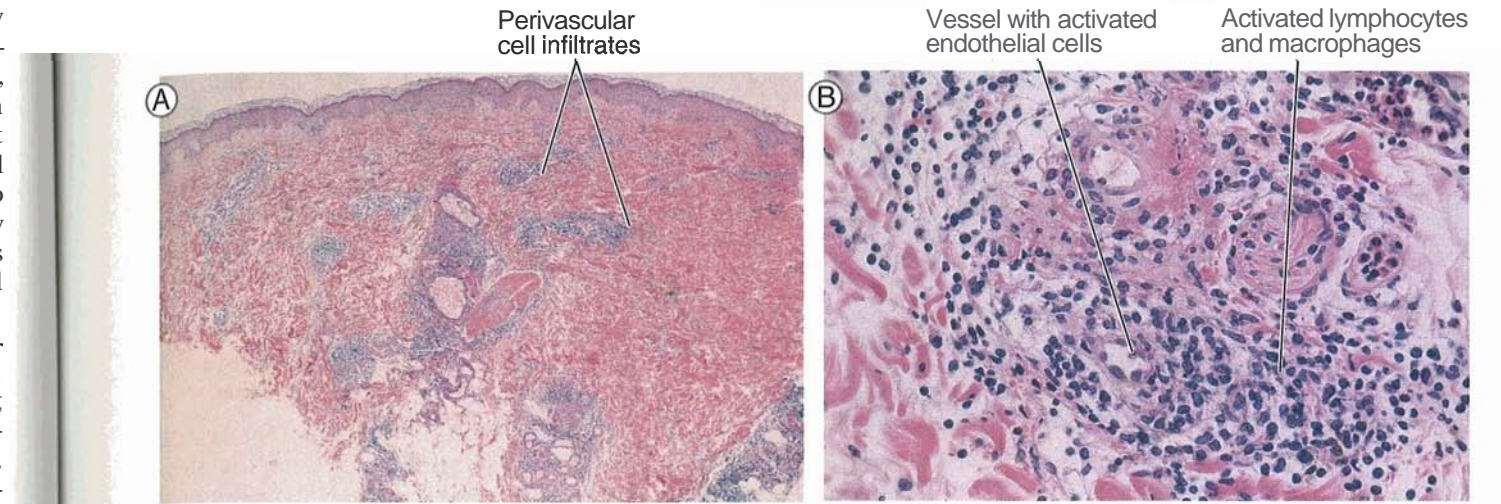 Perivascular
cell infiltrates
Vessel with activated
endothelial cells
Activated lymphocytes
and macrophages
A
B